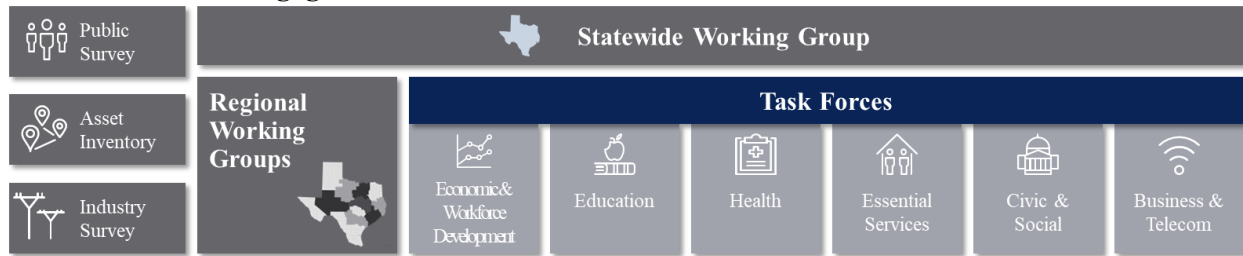 Public
Survey
Statewide Working Group
Asset
Inventory
Regional
Working
Groups
Task Forces
Economic &
Workforce
Development
Education
Health
Essential
Services
Civic &
Social
Business &
Telecom
Industry
Survey